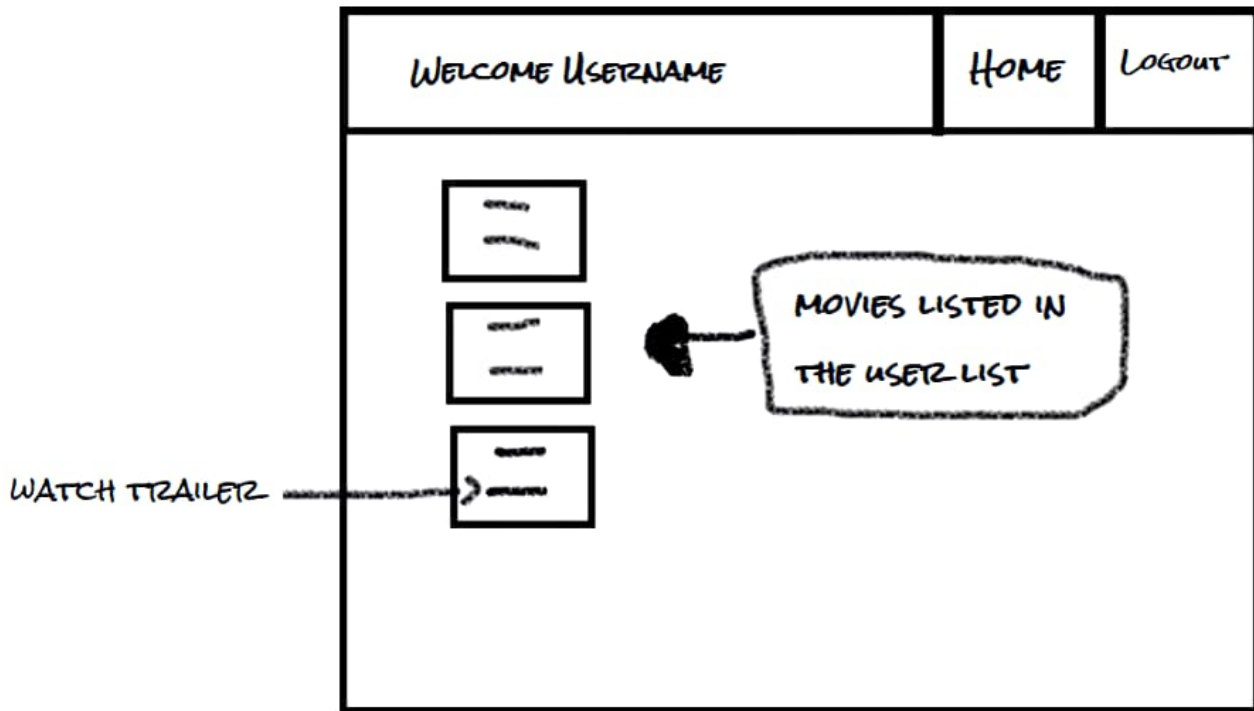 Welcome Username
Home
Logout
movies listed in
the user list
watch trailer